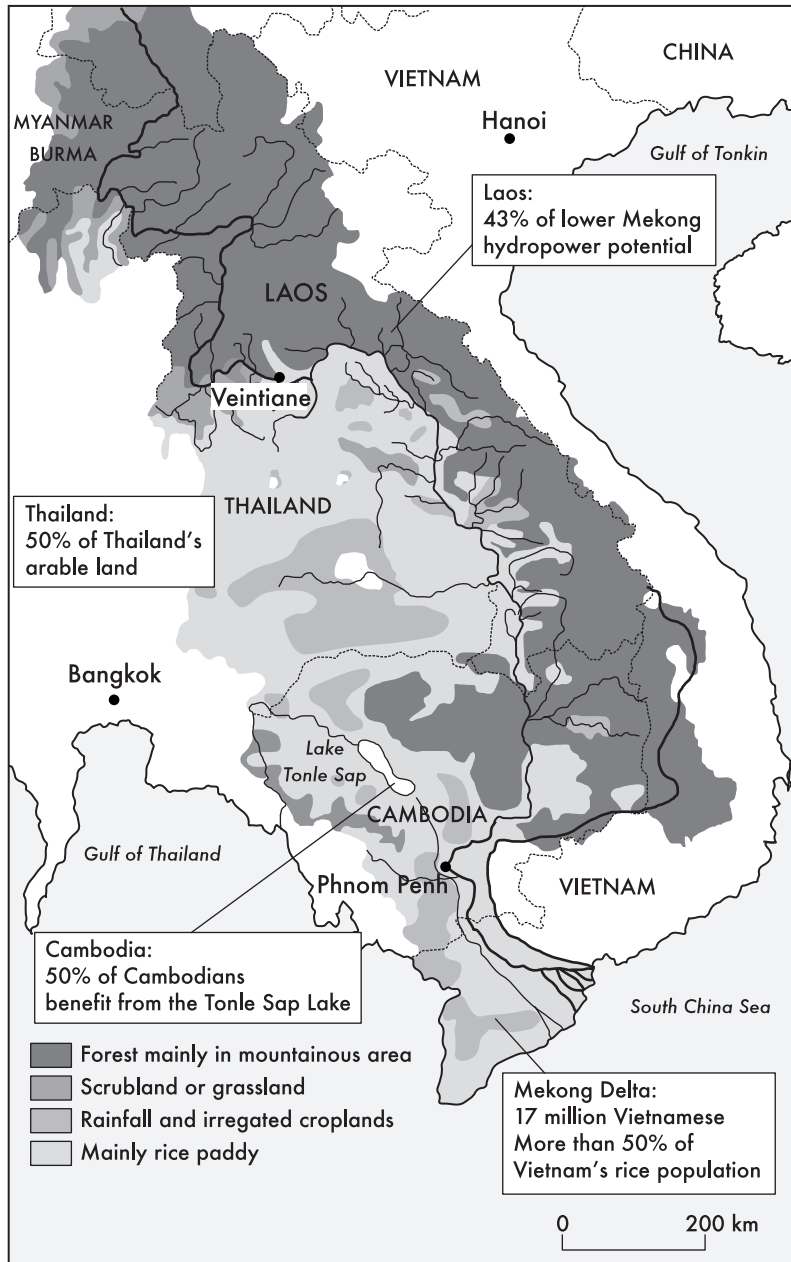 CHINA
VIETNAM
Hanoi
MYANMAR
BURMA
Gulf of Tonkin
Laos:
43% of lower Mekong
hydropower potential
LAOS
Veintiane
THAILAND
Thailand:
50% of Thailand's
arable land
Bangkok
Lake
Tonle Sap
CAMBODIA
Gulf of Thailand
Phnom Penh
VIETNAM
Cambodia:
50% of Cambodians
benefit from the Tonle Sap Lake
South China Sea
Forest mainly in mountainous area
Scrubland or grassland
Rainfall and irregated croplands
Mainly rice paddy
Mekong Delta:
17 million Vietnamese
More than 50% of
Vietnam's rice population
0 200 km